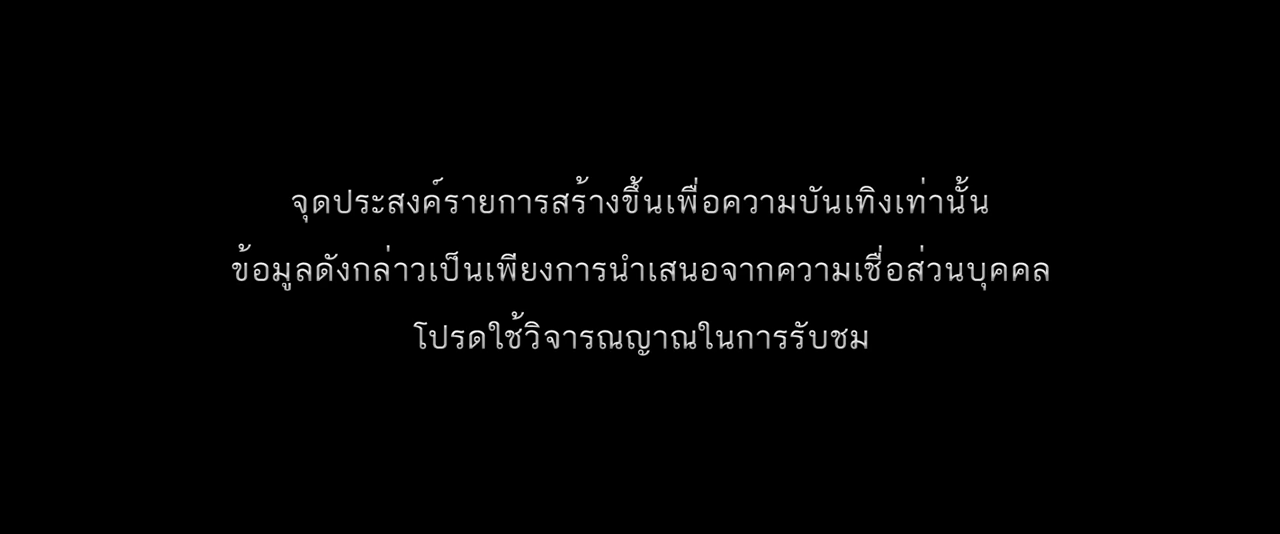 จุดประสงค์รายการสร้างขึ้นเพื่อความบันเทิงเท่านั้น
ข้อมูลดังกล่าวเป็นเพียงการนำเสนอจากความเชื่อส่วนบุคคล
โปรดใช้วิจารณญาณในการรับชม